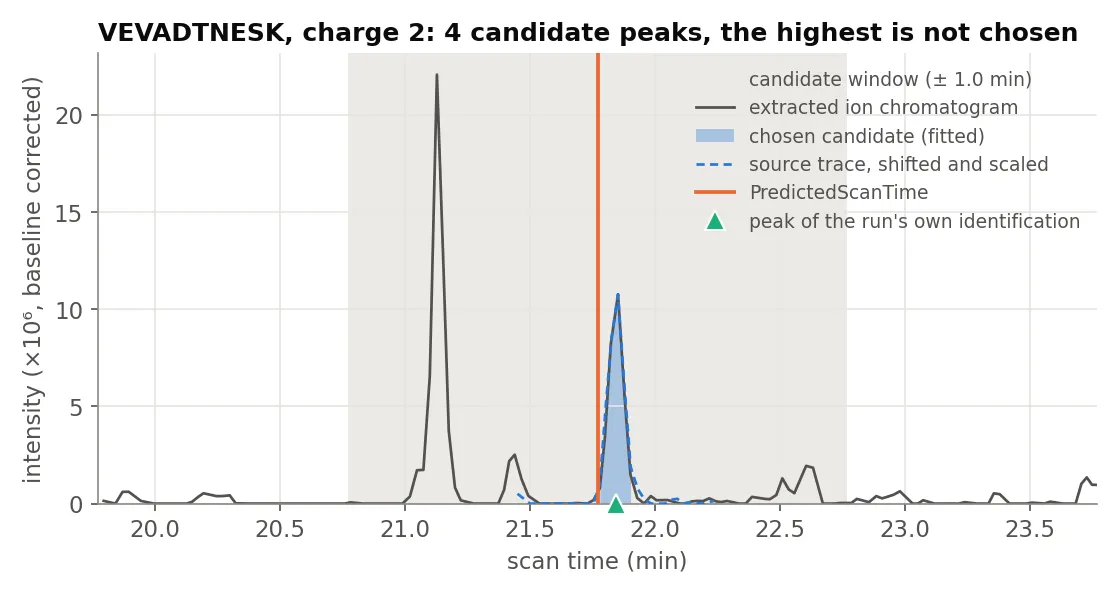 VEVADTNESK, charge 2: 4 candidate peaks, the highest is not chosen
candidate window (± 1.0 min)
extracted ion chromatogram
chosen candidate (fitted)
source trace, shifted and scaled
PredictedScanTime
peak of the run's own identification
intensity (×10⁶, baseline corrected)
20
15
10
5
0
20.0 20.5 21.0 21.5 22.0 22.5 23.0 23.5
scan time (min)